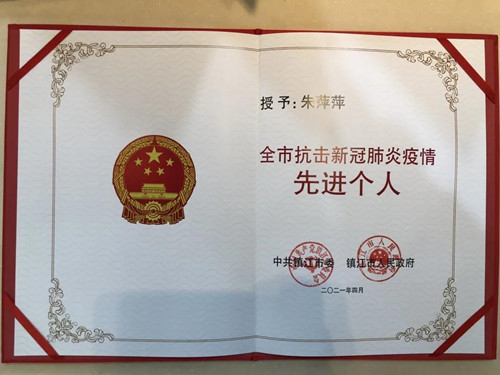 授予：朱萍萍
全市抗击新冠肺炎疫情
先进个人
中共镇江市委 镇江市人民政府
二〇二一年四月